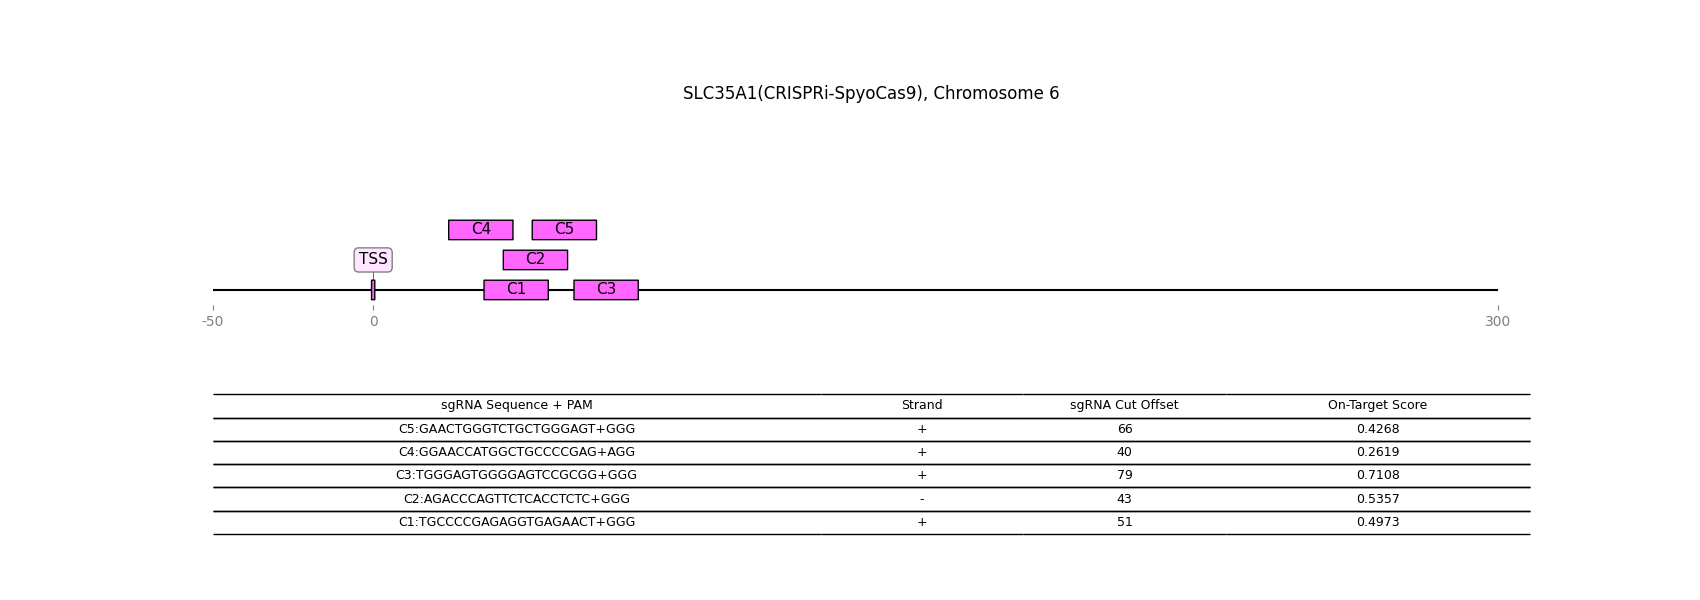 SLC35A1(CRISPRi-SpyoCas9), Chromosome 6
C4 C5
TSS C2
C1 C3
-50 0 300
sgRNA Sequence + PAM Strand sgRNA Cut Offset On-Target Score
C5:GAACTGGGTCTGCTGGGAGT+GGG + 66 0.4268
C4:GGAACCATGGCTGCCCCGAG+AGG + 40 0.2619
C3:TGGGAGTGGGGAGTCCGCGG+GGG + 79 0.7108
C2:AGACCCAGTTCTCACCTCTC+GGG - 43 0.5357
C1:TGCCCCGAGAGGTGAGAACT+GGG + 51 0.4973